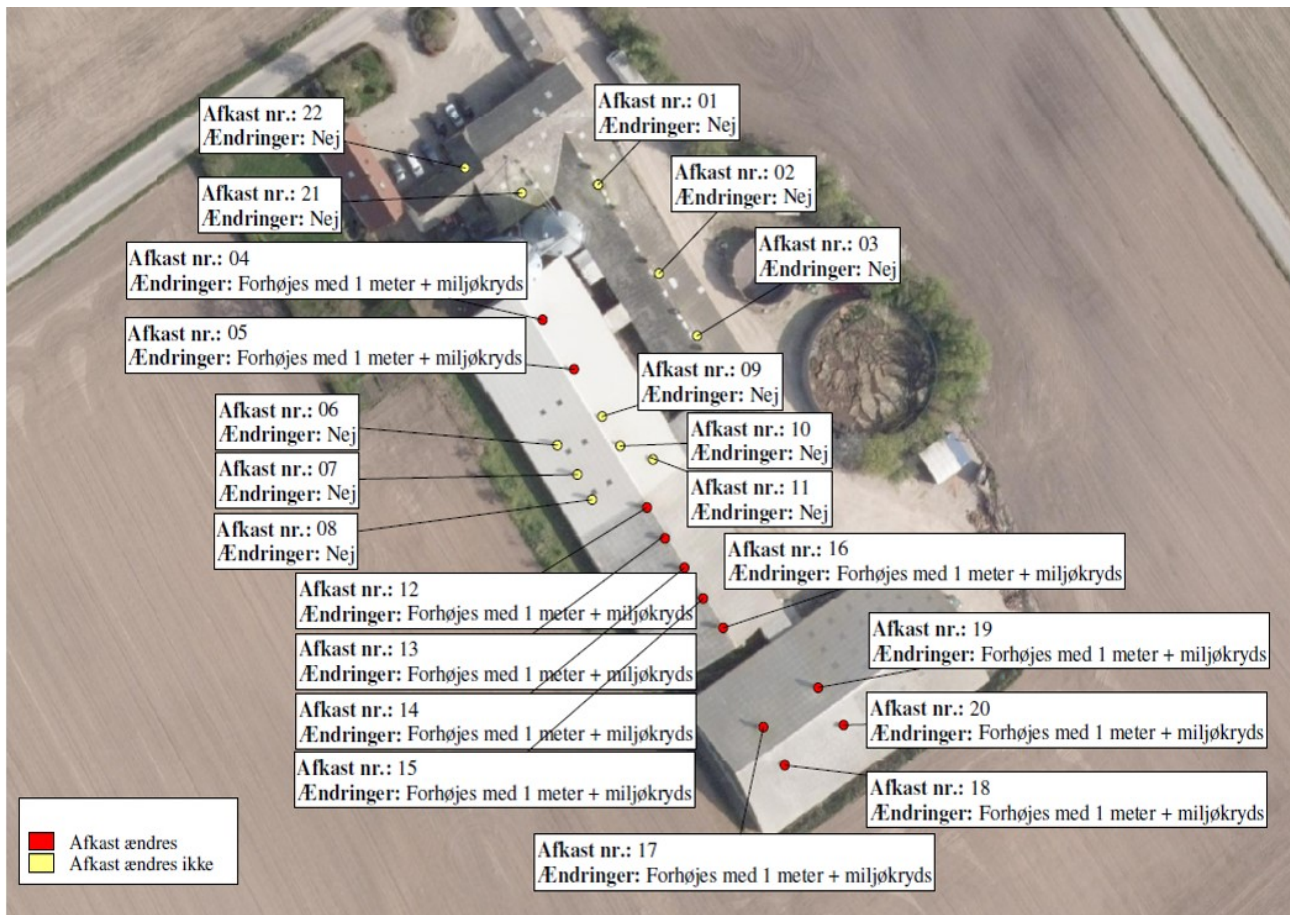 Afkast nr.: 22
Ændringer: Nej
Afkast nr.: 01
Ændringer: Nej
Afkast nr.: 21
Ændringer: Nej
Afkast nr.: 02
Ændringer: Nej
Afkast nr.: 03
Ændringer: Nej
Afkast nr.: 04
Ændringer: Forhøjes med 1 meter + miljøkryds
Afkast nr.: 05
Ændringer: Forhøjes med 1 meter + miljøkryds
Afkast nr.: 09
Ændringer: Nej
Afkast nr.: 06
Ændringer: Nej
Afkast nr.: 10
Ændringer: Nej
Afkast nr.: 07
Ændringer: Nej
Afkast nr.: 11
Ændringer: Nej
Afkast nr.: 08
Ændringer: Nej
Afkast nr.: 16
Ændringer: Forhøjes med 1 meter + miljøkryds
Afkast nr.: 12
Ændringer: Forhøjes med 1 meter + miljøkryds
Afkast nr.: 19
Ændringer: Forhøjes med 1 meter + miljøkryds
Afkast nr.: 13
Ændringer: Forhøjes med 1 meter + miljøkryds
Afkast nr.: 14
Ændringer: Forhøjes med 1 meter + miljøkryds
Afkast nr.: 20
Ændringer: Forhøjes med 1 meter + miljøkryds
Afkast nr.: 15
Ændringer: Forhøjes med 1 meter + miljøkryds
Afkast nr.: 18
Ændringer: Forhøjes med 1 meter + miljøkryds
Afkast nr.: 17
Ændringer: Forhøjes med 1 meter + miljøkryds
Afkast ændres
Afkast ændres ikke